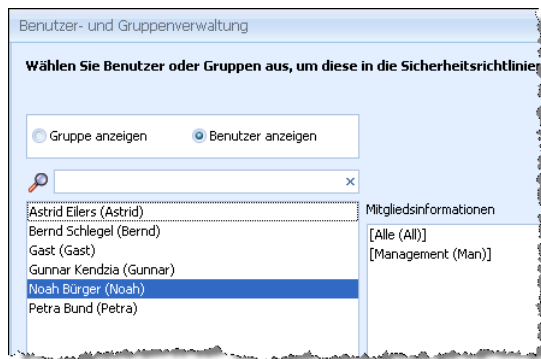 Benutzer- und Gruppenverwaltung
Wählen Sie Benutzer oder Gruppen aus, um diese in die Sicherheitsrichtlinie
Gruppe anzeigen
Benutzer anzeigen
Astrid Eilers (Astrid)
Bernd Schlegel (Bernd)
Gast (Gast)
Gunnar Kendzia (Gunnar)
Noah Bürger (Noah)
Petra Bund (Petra)
Mitgliedsinformationen
[Alle (All)]
[Management (Man)]